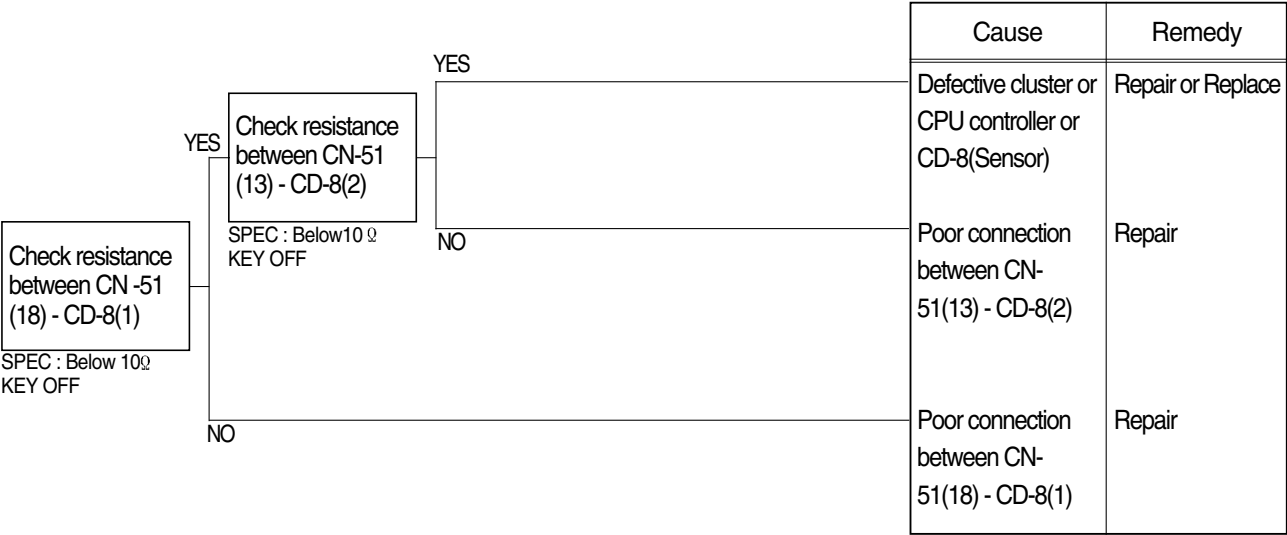 Cause
Remedy
YES
Defective cluster or
CPU controller or
CD-8(Sensor)
Repair or Replace
YES
Check resistance
between CN-51
(13) - CD-8(2)
SPEC : Below10 Ω
KEY OFF
NO
Poor connection
between CN-
51(13) - CD-8(2)
Repair
Check resistance
between CN -51
(18) - CD-8(1)
SPEC : Below 10Ω
KEY OFF
NO
Poor connection
between CN-
51(18) - CD-8(1)
Repair